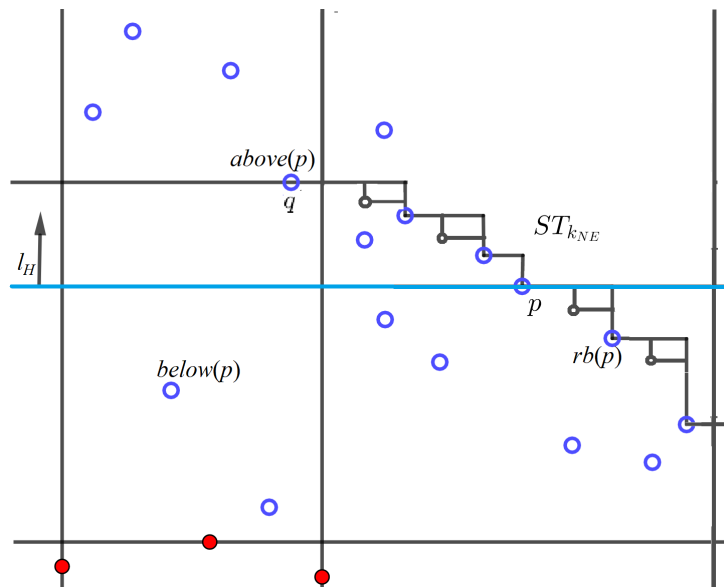 above(p)
q
ST_{k_{NE}}
l_H
p
rb(p)
below(p)